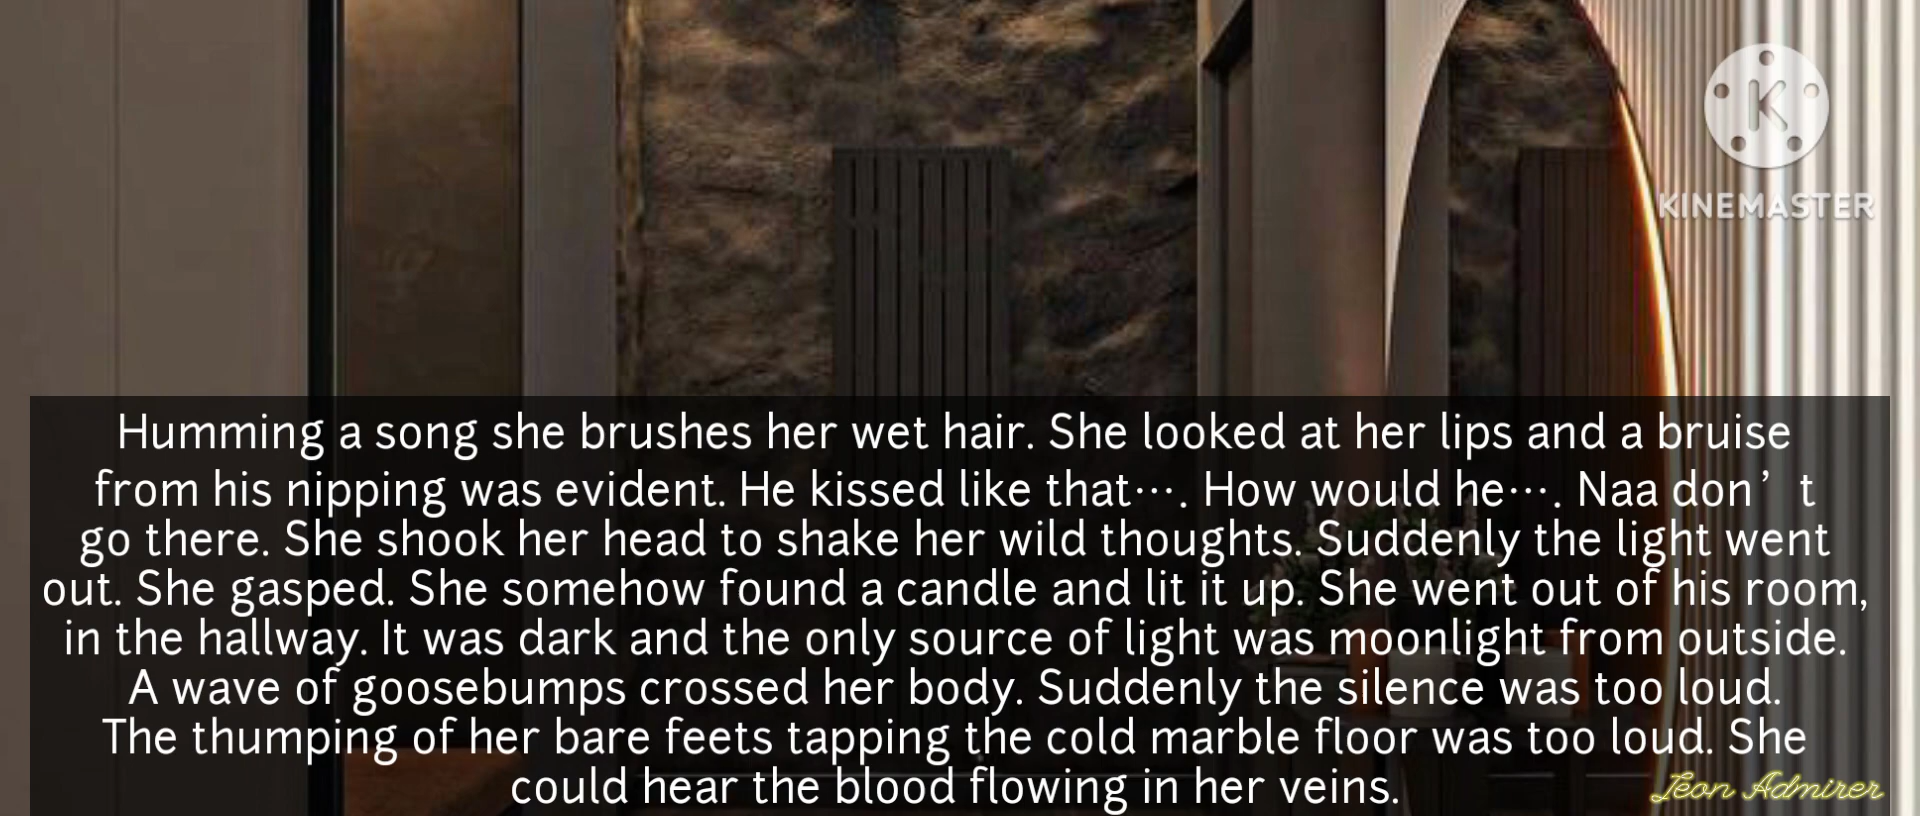 KINEMASTER
Humming a song she brushes her wet hair. She looked at her lips and a bruise
from his nipping was evident. He kissed like that···. How would he···. Naa don’t
go there. She shook her head to shake her wild thoughts. Suddenly the light went
out. She gasped. She somehow found a candle and lit it up. She went out of his room,
in the hallway. It was dark and the only source of light was moonlight from outside.
A wave of goosebumps crossed her body. Suddenly the silence was too loud.
The thumping of her bare feets tapping the cold marble floor was too loud. She
could hear the blood flowing in her veins.
Leon Admirer